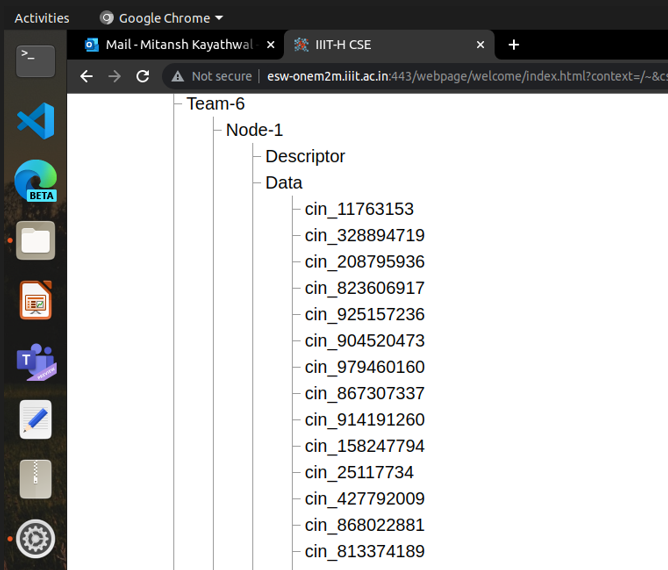 Activities
Google Chrome
>_
Mail - Mitansh Kayathwal
IIIT-H CSE
Not secure
esw-onem2m.iiit.ac.in:443/webpage/welcome/index.html?context=/~&cs
BETA
PREVIEW
Team-6
Node-1
Descriptor
Data
cin_11763153
cin_328894719
cin_208795936
cin_823606917
cin_925157236
cin_904520473
cin_979460160
cin_867307337
cin_914191260
cin_158247794
cin_25117734
cin_427792009
cin_868022881
cin_813374189